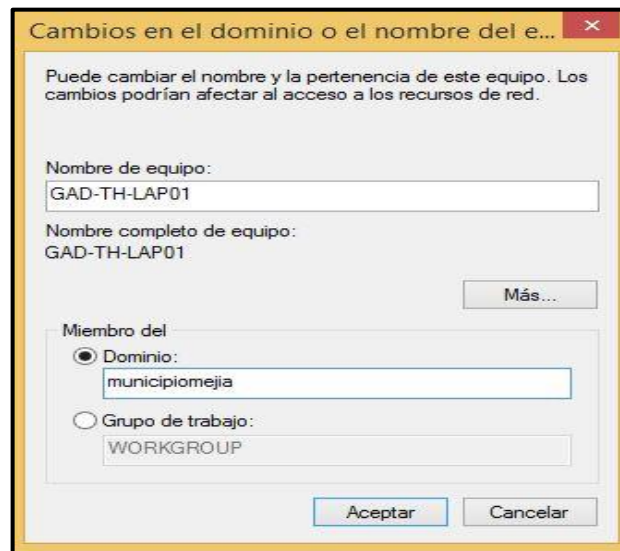 Cambios en el dominio o el nombre del e...
Puede cambiar el nombre y la pertenencia de este equipo. Los
cambios podrían afectar al acceso a los recursos de red.
Nombre de equipo:
GAD-TH-LAP01
Nombre completo de equipo:
GAD-TH-LAP01
Más...
Miembro del
Dominio:
municipiomejia
Grupo de trabajo:
WORKGROUP
Aceptar Cancelar